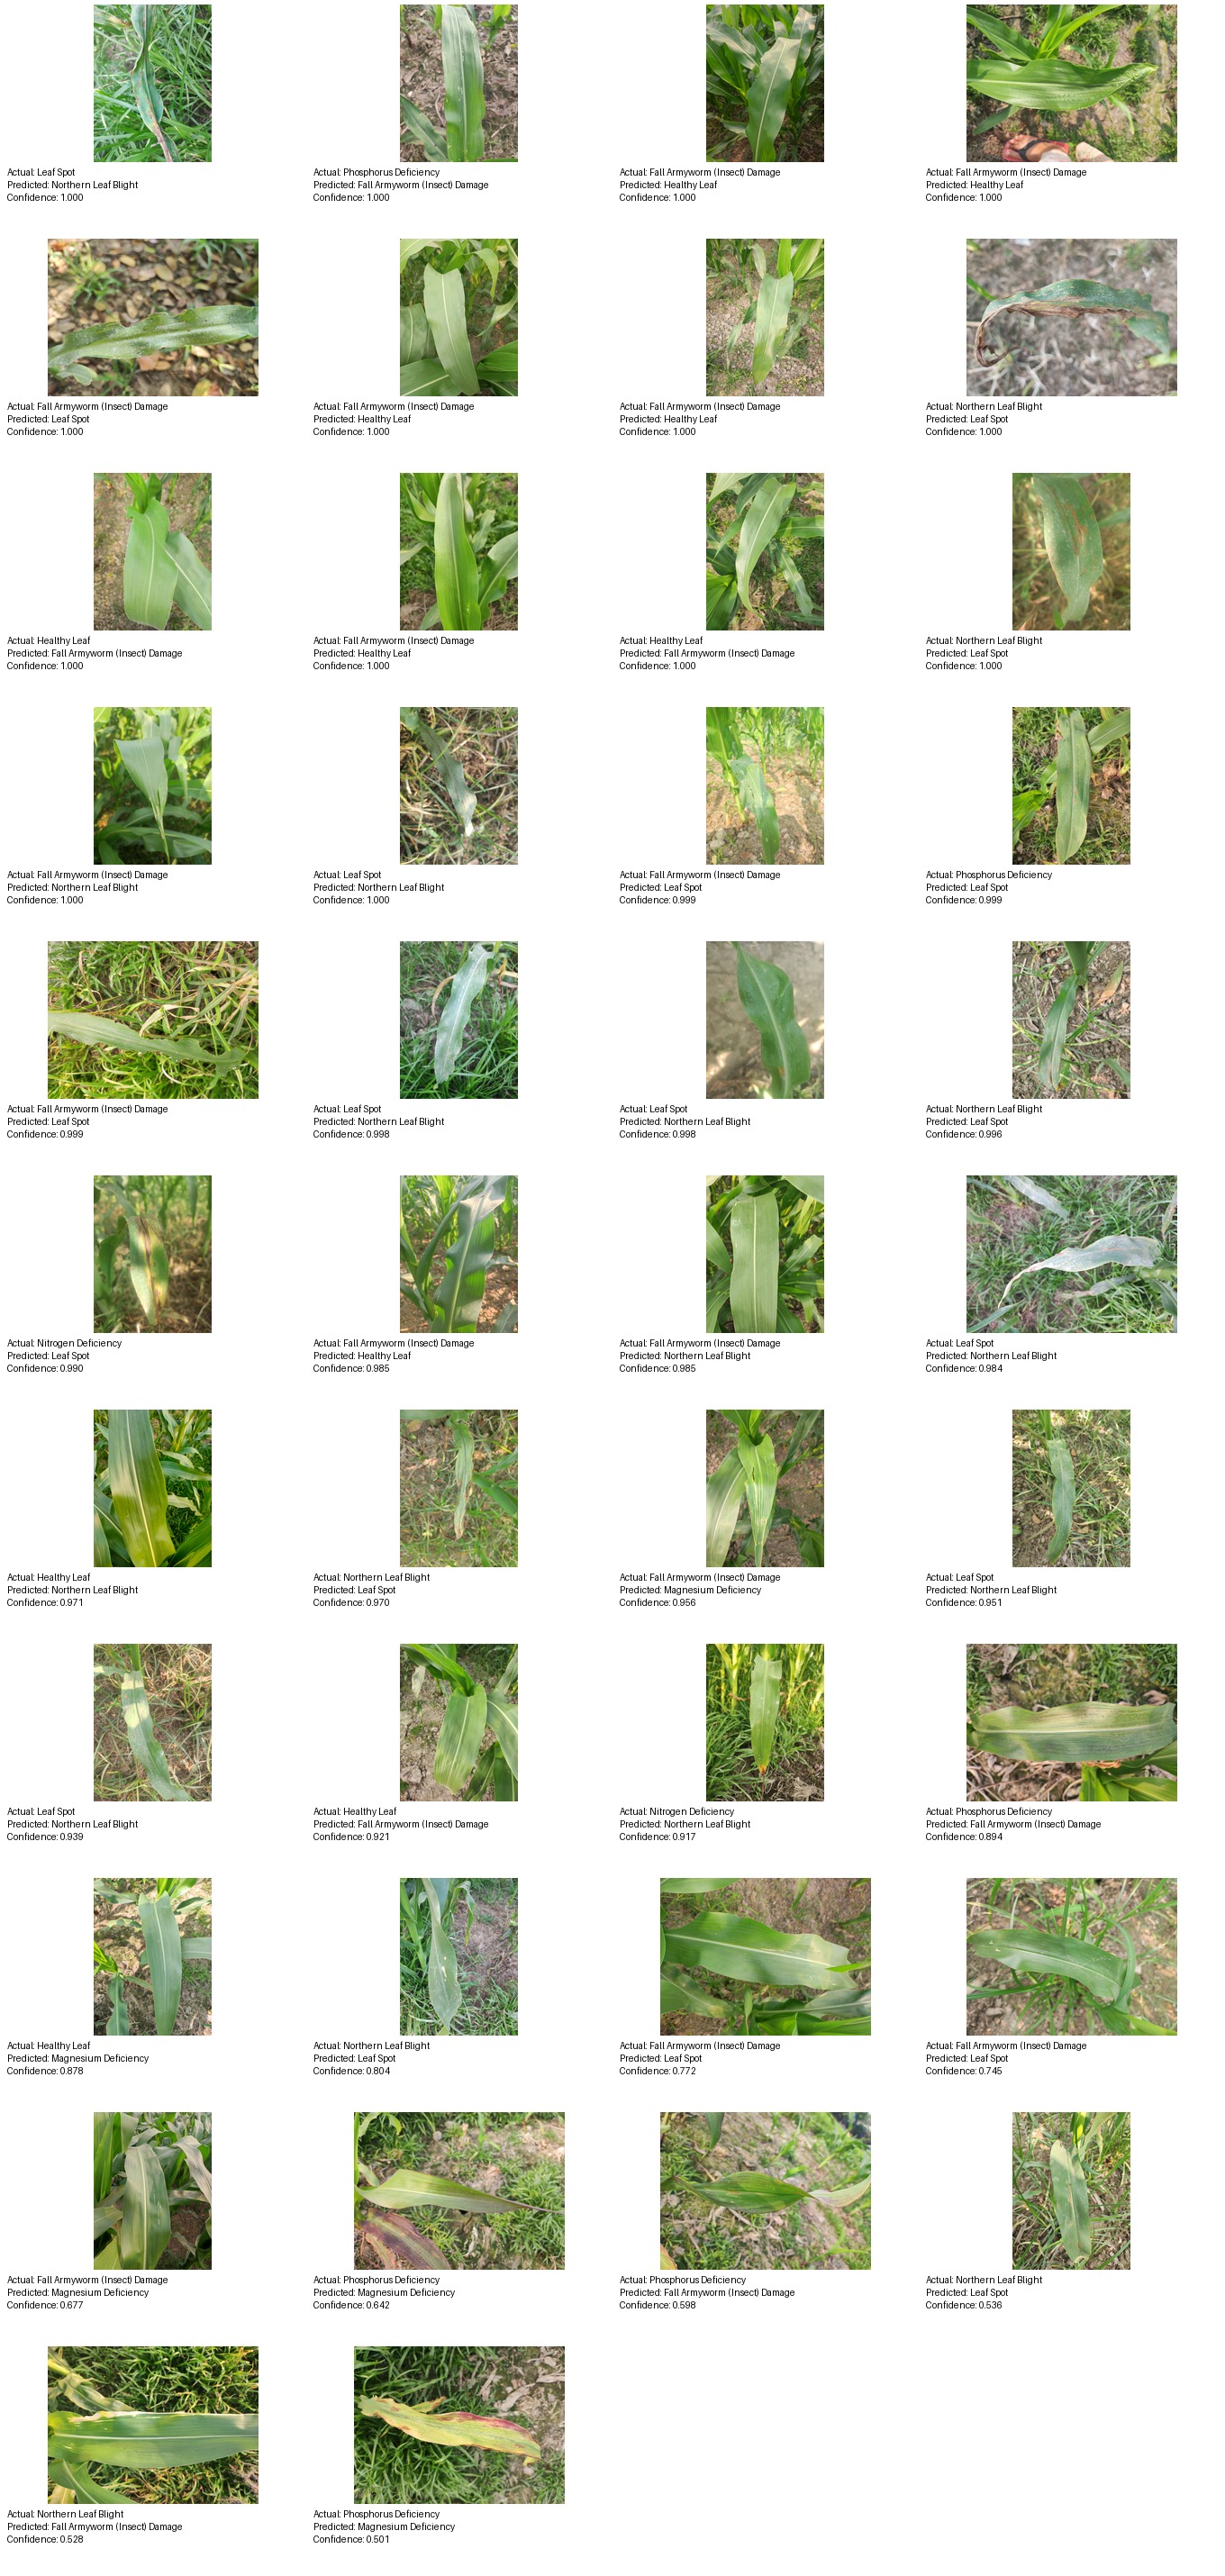 Actual: Leaf Spot
Predicted: Northern Leaf Blight
Confidence: 1.000
Actual: Phosphorus Deficiency
Predicted: Fall Armyworm (Insect) Damage
Confidence: 1.000
Actual: Fall Armyworm (Insect) Damage
Predicted: Healthy Leaf
Confidence: 1.000
Actual: Fall Armyworm (Insect) Damage
Predicted: Healthy Leaf
Confidence: 1.000
Actual: Fall Armyworm (Insect) Damage
Predicted: Leaf Spot
Confidence: 1.000
Actual: Fall Armyworm (Insect) Damage
Predicted: Healthy Leaf
Confidence: 1.000
Actual: Fall Armyworm (Insect) Damage
Predicted: Healthy Leaf
Confidence: 1.000
Actual: Northern Leaf Blight
Predicted: Leaf Spot
Confidence: 1.000
Actual: Healthy Leaf
Predicted: Fall Armyworm (Insect) Damage
Confidence: 1.000
Actual: Fall Armyworm (Insect) Damage
Predicted: Healthy Leaf
Confidence: 1.000
Actual: Healthy Leaf
Predicted: Fall Armyworm (Insect) Damage
Confidence: 1.000
Actual: Northern Leaf Blight
Predicted: Leaf Spot
Confidence: 1.000
Actual: Fall Armyworm (Insect) Damage
Predicted: Northern Leaf Blight
Confidence: 1.000
Actual: Leaf Spot
Predicted: Northern Leaf Blight
Confidence: 1.000
Actual: Fall Armyworm (Insect) Damage
Predicted: Leaf Spot
Confidence: 0.999
Actual: Phosphorus Deficiency
Predicted: Leaf Spot
Confidence: 0.999
Actual: Fall Armyworm (Insect) Damage
Predicted: Leaf Spot
Confidence: 0.999
Actual: Leaf Spot
Predicted: Northern Leaf Blight
Confidence: 0.998
Actual: Leaf Spot
Predicted: Northern Leaf Blight
Confidence: 0.998
Actual: Northern Leaf Blight
Predicted: Leaf Spot
Confidence: 0.996
Actual: Nitrogen Deficiency
Predicted: Leaf Spot
Confidence: 0.990
Actual: Fall Armyworm (Insect) Damage
Predicted: Healthy Leaf
Confidence: 0.985
Actual: Fall Armyworm (Insect) Damage
Predicted: Northern Leaf Blight
Confidence: 0.985
Actual: Leaf Spot
Predicted: Northern Leaf Blight
Confidence: 0.984
Actual: Healthy Leaf
Predicted: Northern Leaf Blight
Confidence: 0.971
Actual: Northern Leaf Blight
Predicted: Leaf Spot
Confidence: 0.970
Actual: Fall Armyworm (Insect) Damage
Predicted: Magnesium Deficiency
Confidence: 0.956
Actual: Leaf Spot
Predicted: Northern Leaf Blight
Confidence: 0.951
Actual: Leaf Spot
Predicted: Northern Leaf Blight
Confidence: 0.939
Actual: Healthy Leaf
Predicted: Fall Armyworm (Insect) Damage
Confidence: 0.921
Actual: Nitrogen Deficiency
Predicted: Northern Leaf Blight
Confidence: 0.917
Actual: Phosphorus Deficiency
Predicted: Fall Armyworm (Insect) Damage
Confidence: 0.894
Actual: Healthy Leaf
Predicted: Magnesium Deficiency
Confidence: 0.878
Actual: Northern Leaf Blight
Predicted: Leaf Spot
Confidence: 0.804
Actual: Fall Armyworm (Insect) Damage
Predicted: Leaf Spot
Confidence: 0.772
Actual: Fall Armyworm (Insect) Damage
Predicted: Leaf Spot
Confidence: 0.745
Actual: Fall Armyworm (Insect) Damage
Predicted: Magnesium Deficiency
Confidence: 0.677
Actual: Phosphorus Deficiency
Predicted: Magnesium Deficiency
Confidence: 0.642
Actual: Phosphorus Deficiency
Predicted: Fall Armyworm (Insect) Damage
Confidence: 0.598
Actual: Northern Leaf Blight
Predicted: Leaf Spot
Confidence: 0.536
Actual: Northern Leaf Blight
Predicted: Fall Armyworm (Insect) Damage
Confidence: 0.528
Actual: Phosphorus Deficiency
Predicted: Magnesium Deficiency
Confidence: 0.501